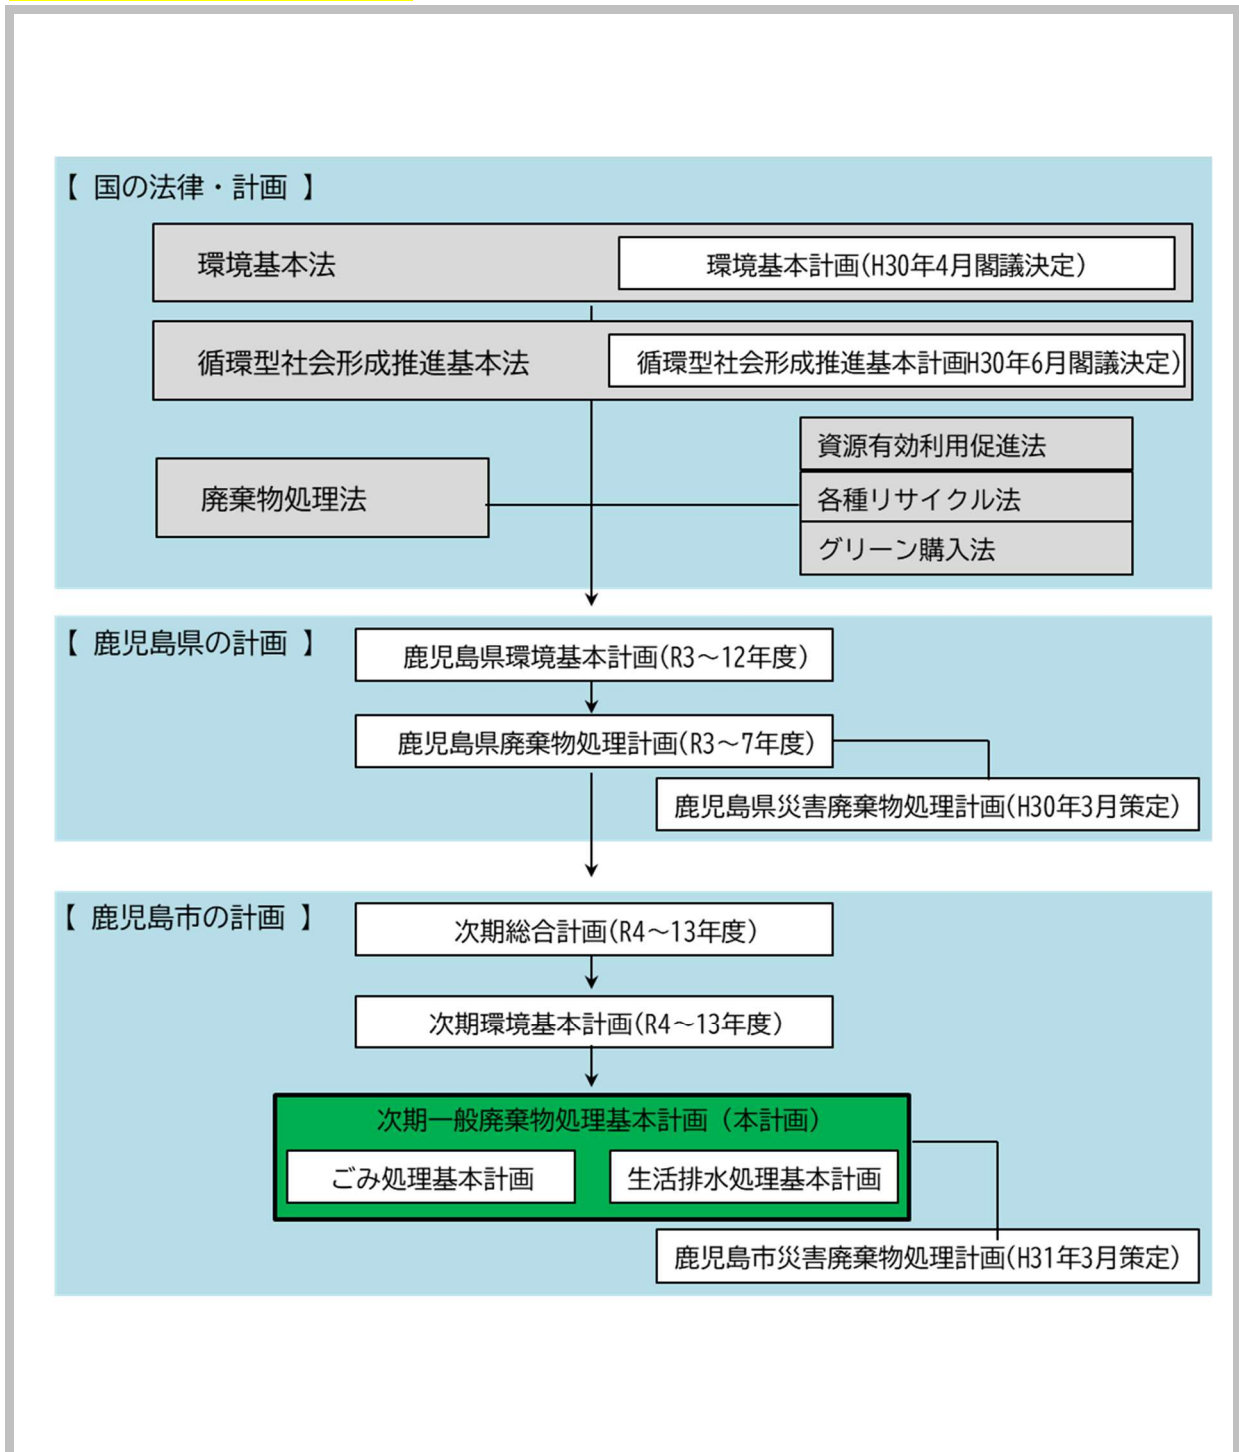 【 国の法律・計画 】
環境基本法
環境基本計画(H30年4月閣議決定)
循環型社会形成推進基本法
循環型社会形成推進基本計画H30年6月閣議決定)
資源有効利用促進法
廃棄物処理法
各種リサイクル法
グリーン購入法
【 鹿児島県の計画 】
鹿児島県環境基本計画(R3～12年度)
鹿児島県廃棄物処理計画(R3～7年度)
鹿児島県災害廃棄物処理計画(H30年3月策定)
【 鹿児島市の計画 】
次期総合計画(R4～13年度)
次期環境基本計画(R4～13年度)
次期一般廃棄物処理基本計画（本計画）
ごみ処理基本計画
生活排水処理基本計画
鹿児島市災害廃棄物処理計画(H31年3月策定)